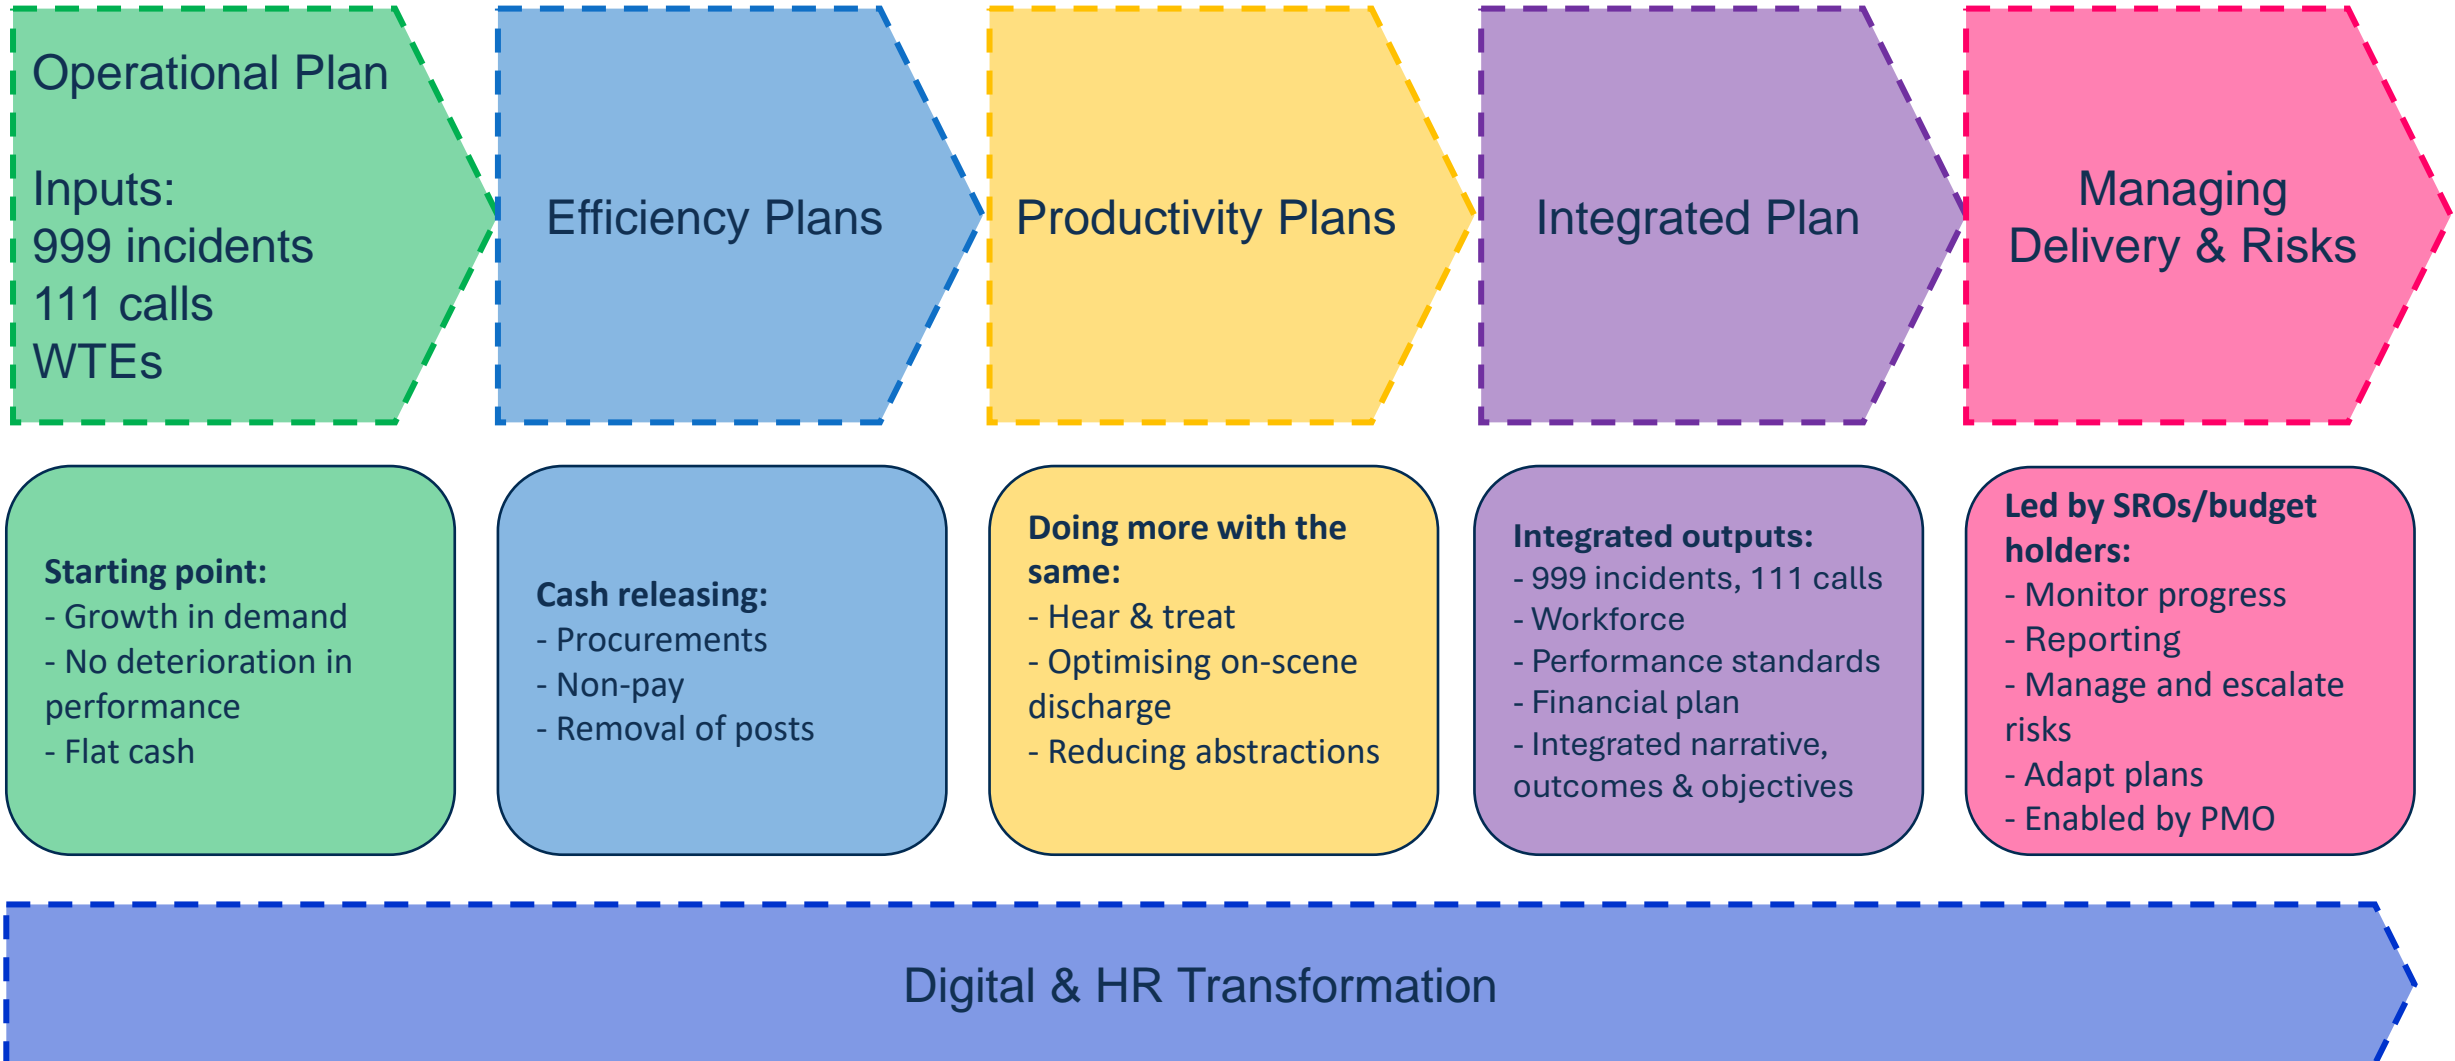 Operational Plan
Inputs:
999 incidents
111 calls
WTEs
Efficiency Plans
Productivity Plans
Integrated Plan
Managing
Delivery & Risks
Starting point:
- Growth in demand
- No deterioration in
performance
- Flat cash
Cash releasing:
- Procurements
- Non-pay
- Removal of posts
Doing more with the
same:
- Hear & treat
- Optimising on-scene
discharge
- Reducing abstractions
Integrated outputs:
- 999 incidents, 111 calls
- Workforce
- Performance standards
- Financial plan
- Integrated narrative,
outcomes & objectives
Led by SROs/budget
holders:
- Monitor progress
- Reporting
- Manage and escalate
risks
- Adapt plans
- Enabled by PMO
Digital & HR Transformation